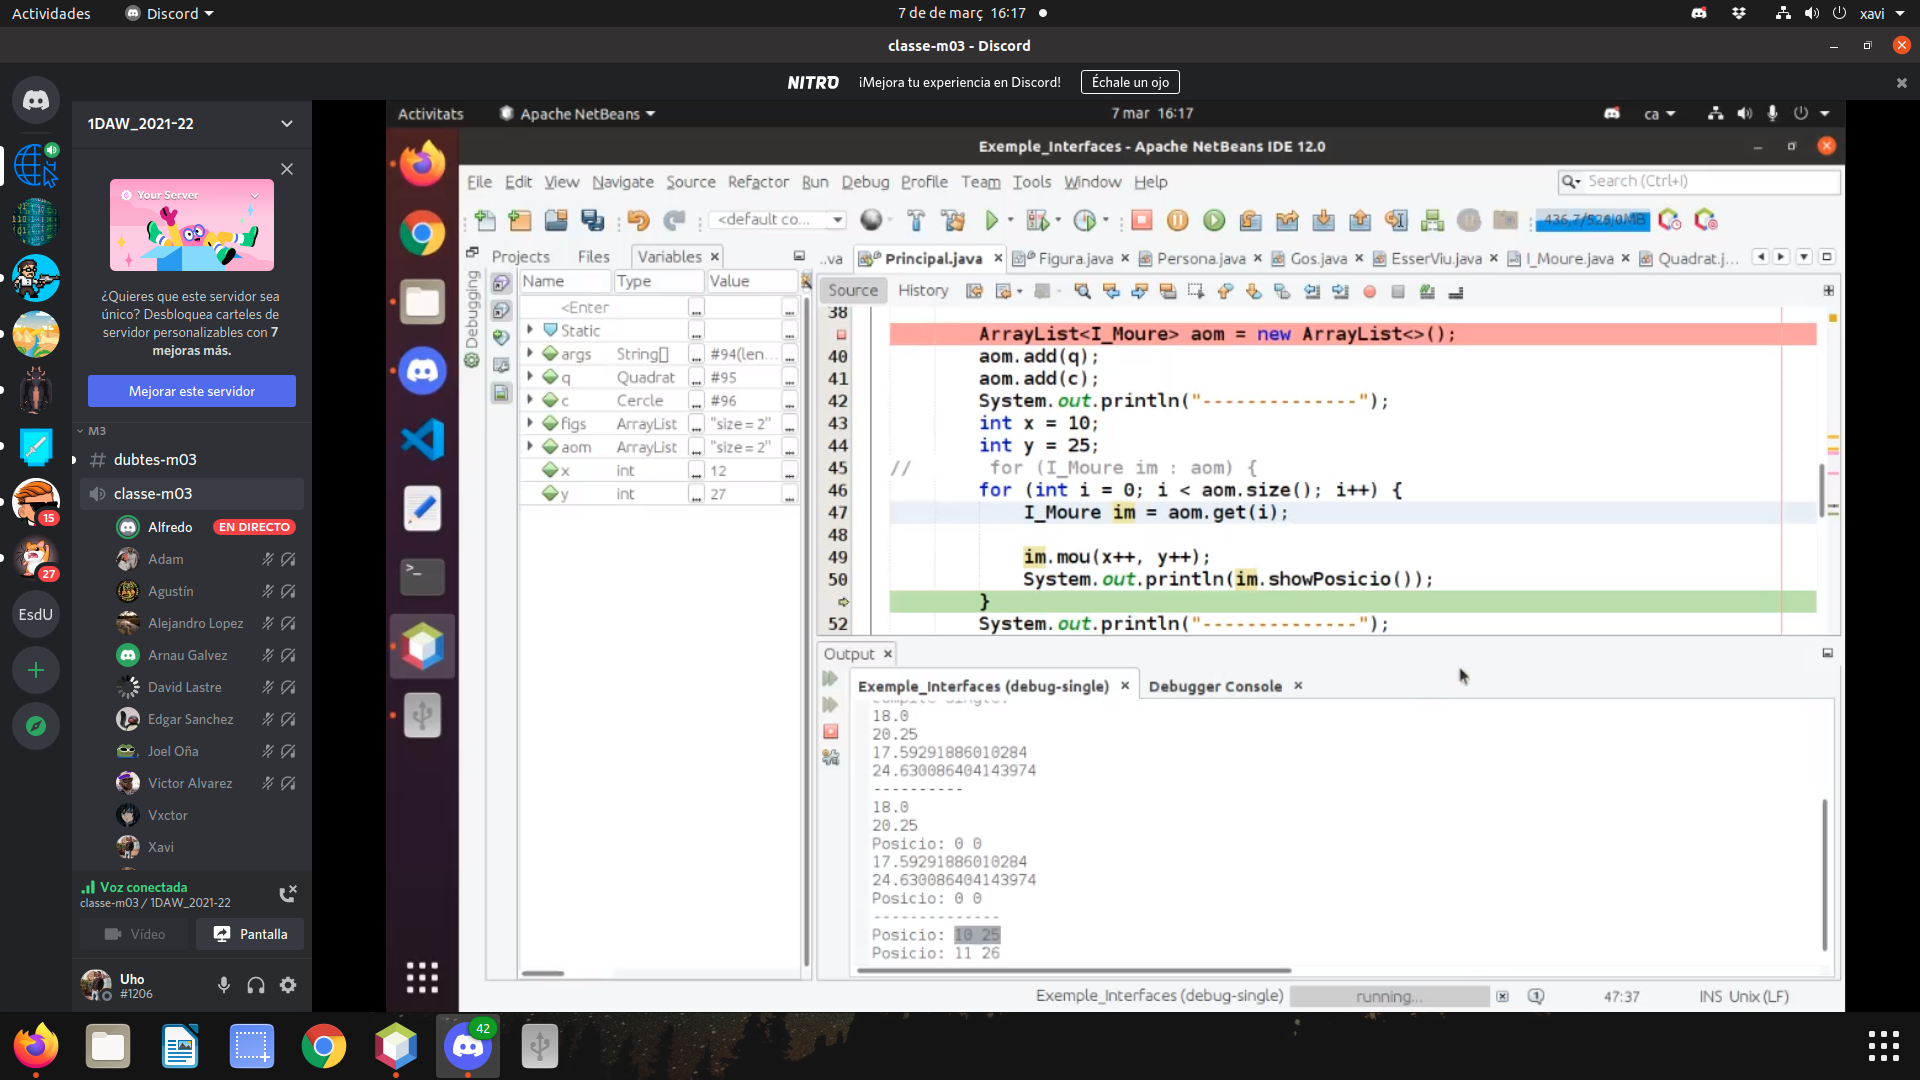 Actividades
Discord
7 de de març 16:17
xavi
classe-m03 - Discord
NITRO
¡Mejora tu experiencia en Discord!
Échale un ojo
1DAW_2021-22
Your Server
¿Quieres que este servidor sea
único? Desbloquea carteles de
servidor personalizables con 7
mejoras más.
Mejorar este servidor
M3
dubtes-m03
classe-m03
Alfredo
EN DIRECTO
Adam
Agustín
Alejandro Lopez
Arnau Galvez
David Lastre
Edgar Sanchez
Joel Oña
Victor Alvarez
Vxctor
Xavi
Voz conectada
classe-m03 / 1DAW_2021-22
Vídeo
Pantalla
Uho
#1206
15
27
EsdU
42
Activitats
Apache NetBeans
7 mar 16:17
ca
Exemple_Interfaces - Apache NetBeans IDE 12.0
File Edit View Navigate Source Refactor Run Debug Profile Team Tools Window Help
Search (Ctrl+I)
<default co...
436,7/526,0MB
Debugging
Projects Files Variables
Name Type Value
<Enter
Static
args String[] #94(len...
q Quadrat #95
c Cercle #96
figs ArrayList "size = 2"
aom ArrayList "size = 2"
x int 12
y int 27
...va Principal.java Figura.java Persona.java Gos.java EsserViu.java I_Moure.java Quadrat.j...
Source History
38
ArrayList<I_Moure> aom = new ArrayList<>();
40 aom.add(q);
41 aom.add(c);
42 System.out.println("--------------");
43 int x = 10;
44 int y = 25;
45 // for (I_Moure im : aom) {
46 for (int i = 0; i < aom.size(); i++) {
47 I_Moure im = aom.get(i);
48
49 im.mou(x++, y++);
50 System.out.println(im.showPosicio());
}
52 System.out.println("--------------");
Output
Exemple_Interfaces (debug-single)
Debugger Console
18.0
20.25
17.59291886010284
24.630086404143974
----------
18.0
20.25
Posicio: 0 0
17.59291886010284
24.630086404143974
Posicio: 0 0
--------------
Posicio: 10 25
Posicio: 11 26
Exemple_Interfaces (debug-single)
running...
47:37
INS Unix (LF)